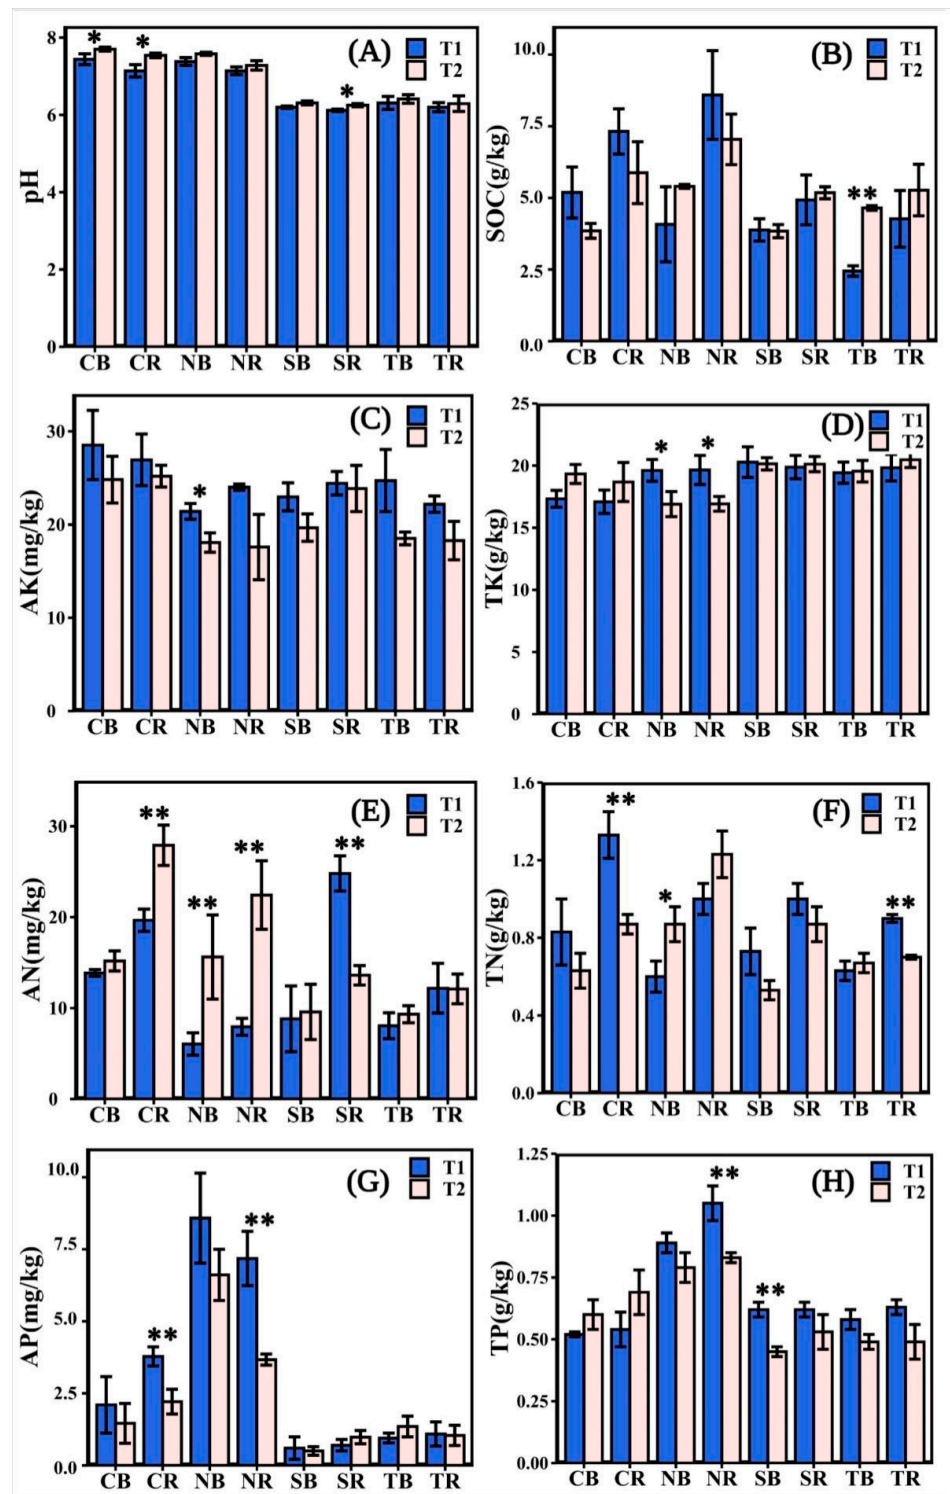 (A)
T1
T2
pH
8
6
4
2
0
* * *
CB CR NB NR SB SR TB TR
(B)
T1
T2
SOC(g/kg)
10.0
7.5
5.0
2.5
0.0
**
CB CR NB NR SB SR TB TR
(C)
T1
T2
AK(mg/kg)
30
20
10
0
*
CB CR NB NR SB SR TB TR
(D)
T1
T2
TK(g/kg)
25
20
15
10
5
0
* *
CB CR NB NR SB SR TB TR
(E)
T1
T2
AN(mg/kg)
30
20
10
0
** ** ** **
CB CR NB NR SB SR TB TR
(F)
T1
T2
TN(g/kg)
1.6
1.2
0.8
0.4
0.0
** * **
CB CR NB NR SB SR TB TR
(G)
T1
T2
AP(mg/kg)
10.0
7.5
5.0
2.5
0.0
** **
CB CR NB NR SB SR TB TR
(H)
T1
T2
TP(g/kg)
1.25
1.00
0.75
0.50
0.25
0.00
** **
CB CR NB NR SB SR TB TR